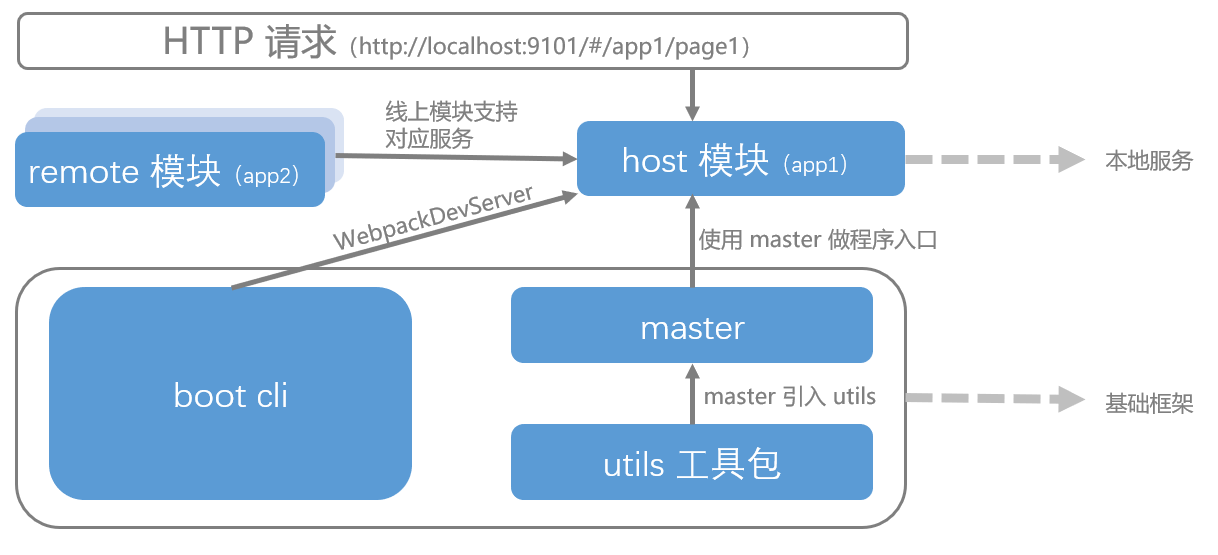 HTTP 请求（http://localhost:9101/#/app1/page1）
线上模块支持
对应服务
remote 模块（app2）
host 模块（app1）
本地服务
WebpackDevServer
使用 master 做程序入口
boot cli
master
master 引入 utils
基础框架
utils 工具包